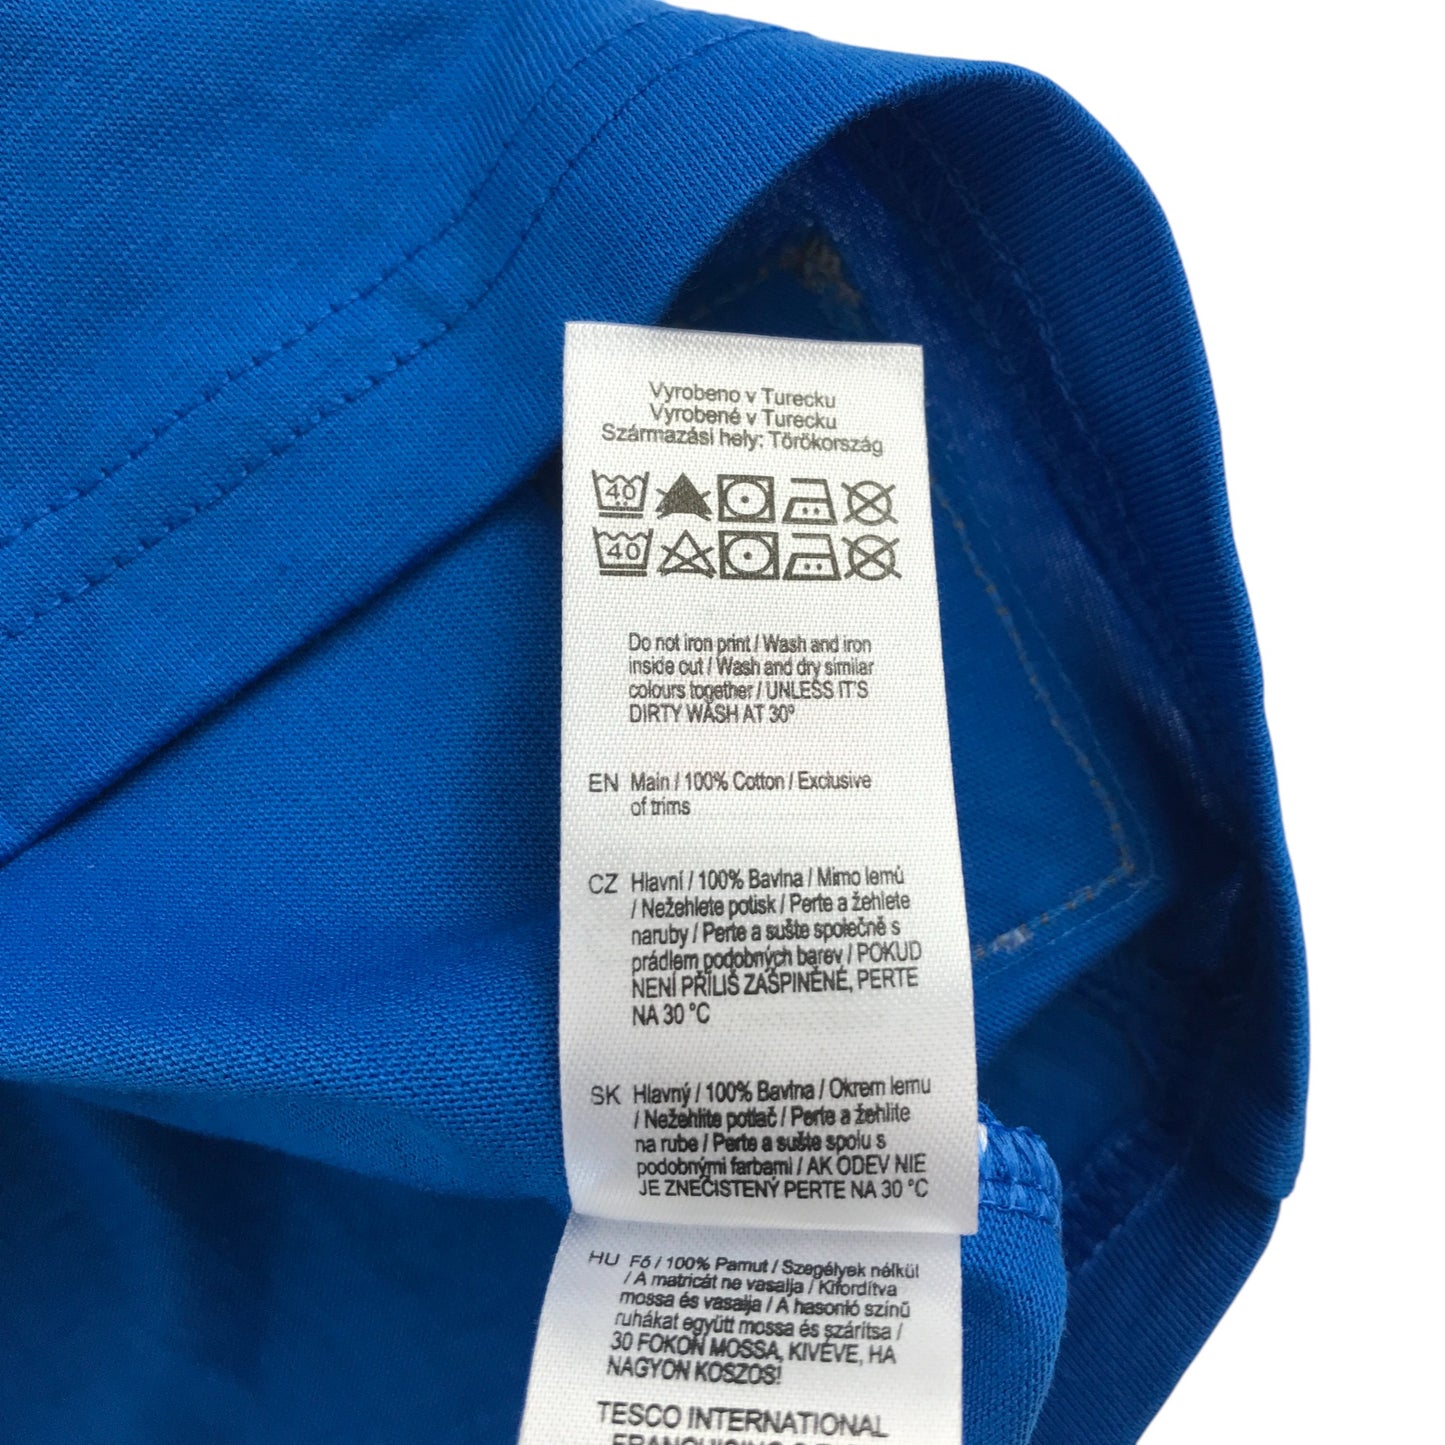 Vyrobeno v Turecku
Vyrobené v Turecku
Származási hely: Törökország
40
40
Do not iron print / Wash and iron
inside out / Wash and dry similar
colours together / UNLESS IT'S
DIRTY WASH AT 30º
EN Main / 100% Cotton / Exclusive
of trims
CZ Hlavní / 100% Bavlna / Mimo lemú
/ Nežehlete potisk / Perte a žehlete
naruby / Perte a sušte společně s
prádlem podobných barev / POKUD
NENÍ PŘÍLIŠ ZAŠPINĚNÉ, PERTE
NA 30 °C
SK Hlavný / 100% Bavlna / Okrem lemu
/ Nežehlite potlač / Perte a žehlite
na rube / Perte a sušte spolu s
podobnými farbami / AK ODEV NIE
JE ZNEČISTENÝ PERTE NA 30 °C
HU Fő / 100% Pamut / Szegélyek nélkül
/ A matricát ne vasalja / Kifordítva
mossa és vasalja / A hasonló színű
ruhákat együtt mossa és szárítsa /
30 FOKON MOSSA, KIVÉVE, HA
NAGYON KOSZOS!
TESCO INTERNATIONAL